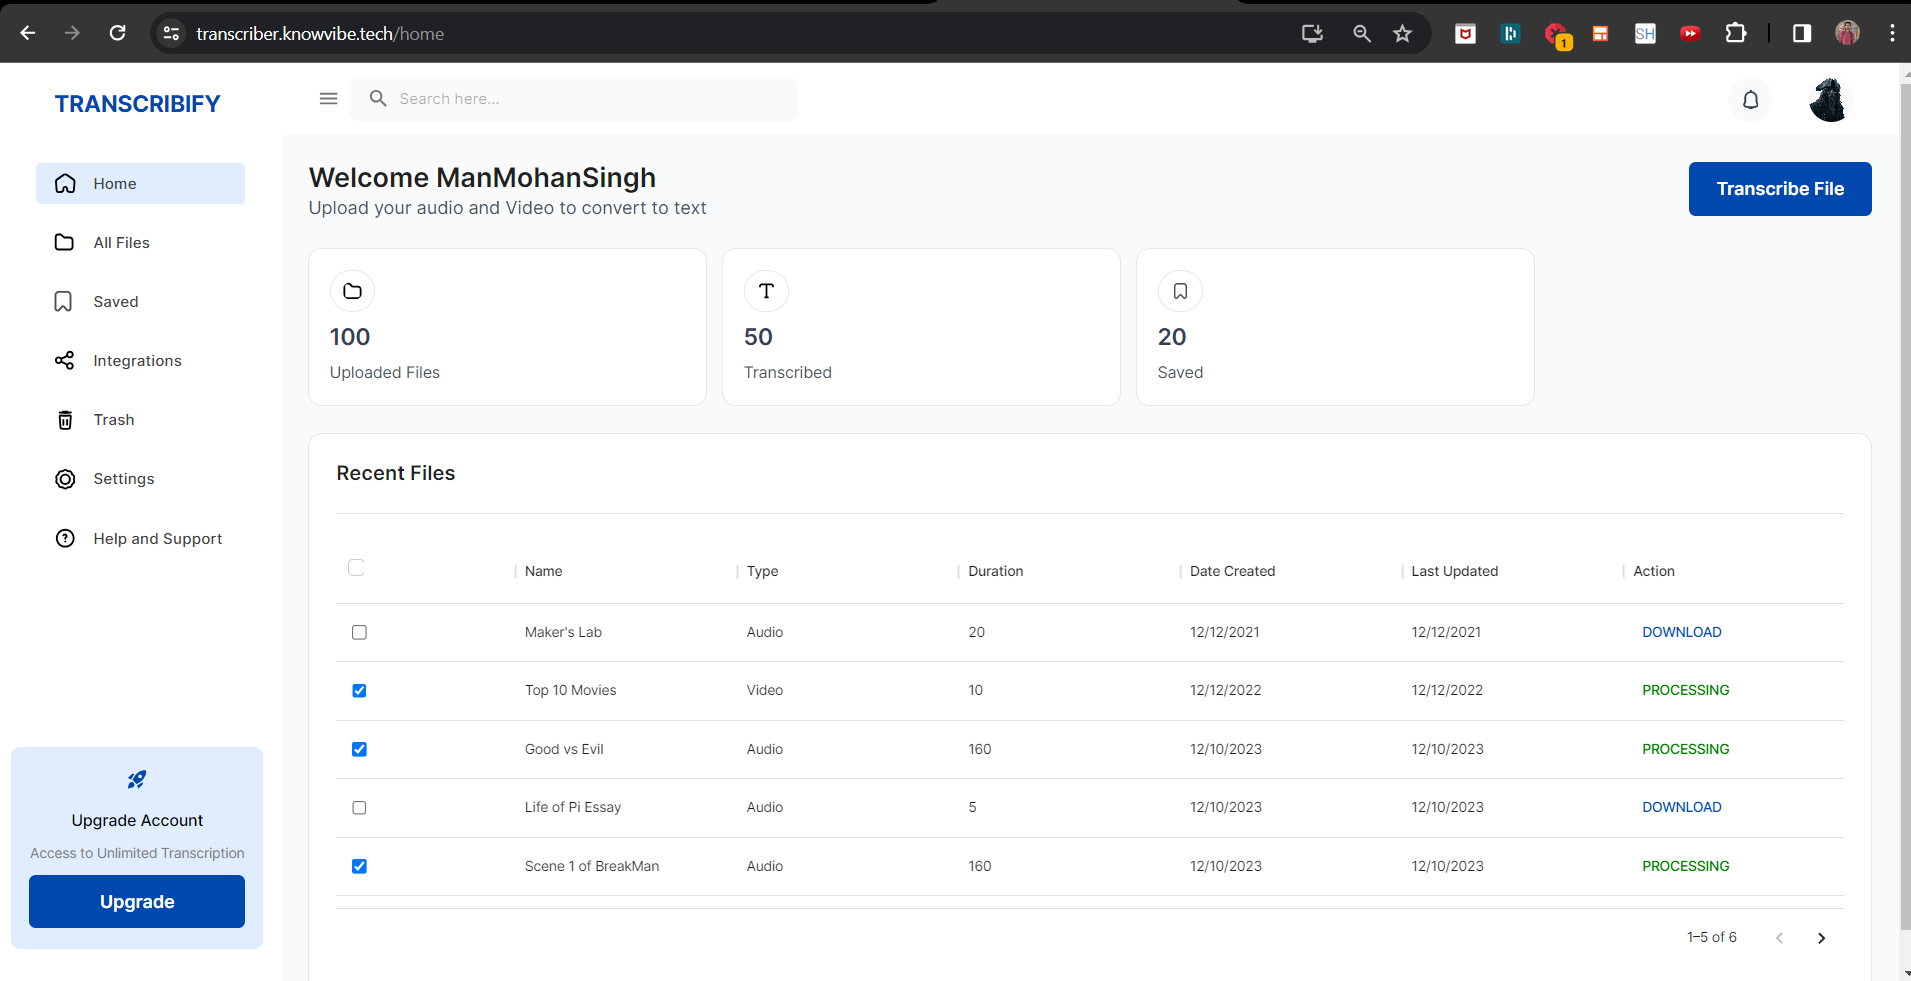 transcriber.knowvibe.tech/home
1
SH
TRANSCRIBIFY
Search here...
Home
All Files
Saved
Integrations
Trash
Settings
Help and Support
Upgrade Account
Access to Unlimited Transcription
Upgrade
Welcome ManMohanSingh
Upload your audio and Video to convert to text
Transcribe File
T
100
Uploaded Files
50
Transcribed
20
Saved
Recent Files
Name Type Duration Date Created Last Updated Action
Maker's Lab Audio 20 12/12/2021 12/12/2021 DOWNLOAD
Top 10 Movies Video 10 12/12/2022 12/12/2022 PROCESSING
Good vs Evil Audio 160 12/10/2023 12/10/2023 PROCESSING
Life of Pi Essay Audio 5 12/10/2023 12/10/2023 DOWNLOAD
Scene 1 of BreakMan Audio 160 12/10/2023 12/10/2023 PROCESSING
1–5 of 6